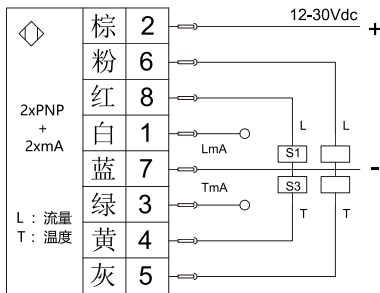 棕 2 12-30Vdc +
粉 6
红 8 L L
2xPNP
+
2xmA
白 1 LmA S1
蓝 7 -
TmA S3
绿 3
L：流量
T：温度
T T
黄 4
灰 5